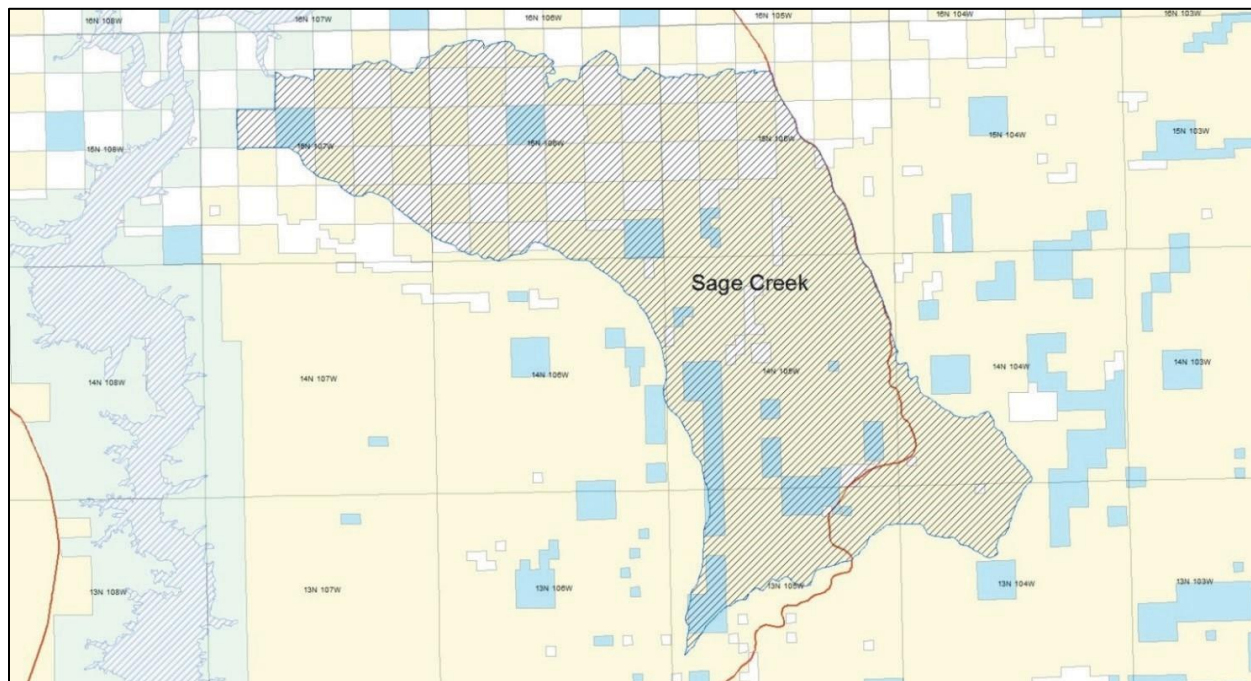 16N 108W
16N 107W
16N 106W
16N 105W
16N 104W
16N 103W
15N 108W
15N 107W
15N 106W
15N 105W
15N 104W
15N 103W
Sage Creek
14N 108W
14N 107W
14N 106W
14N 105W
14N 104W
14N 103W
13N 108W
13N 107W
13N 106W
13N 105W
13N 104W
13N 103W